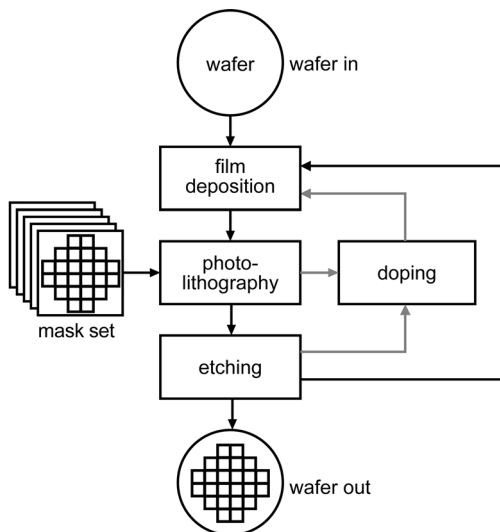 wafer
wafer in
film
deposition
photo-
lithography
doping
mask set
etching
wafer out